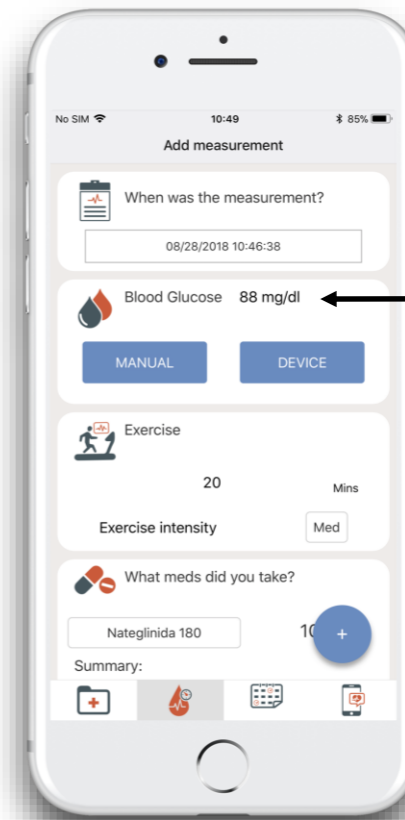 No SIM 10:49 85%
Add measurement
When was the measurement?
08/28/2018 10:46:38
Blood Glucose 88 mg/dl
MANUAL DEVICE
Exercise
20 Mins
Exercise intensity Med
What meds did you take?
Nateglinida 180 10 +
Summary: